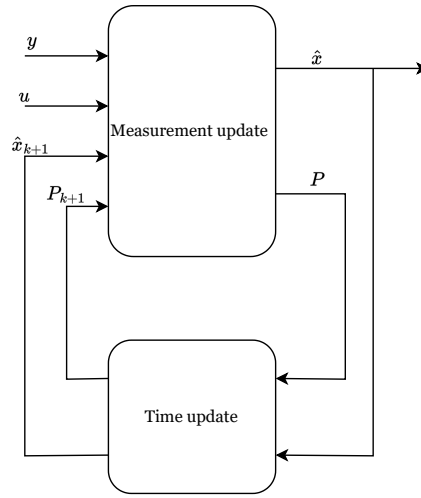 y
x̂
u
Measurement update
x̂ₖ₊₁
P
Pₖ₊₁
Time update